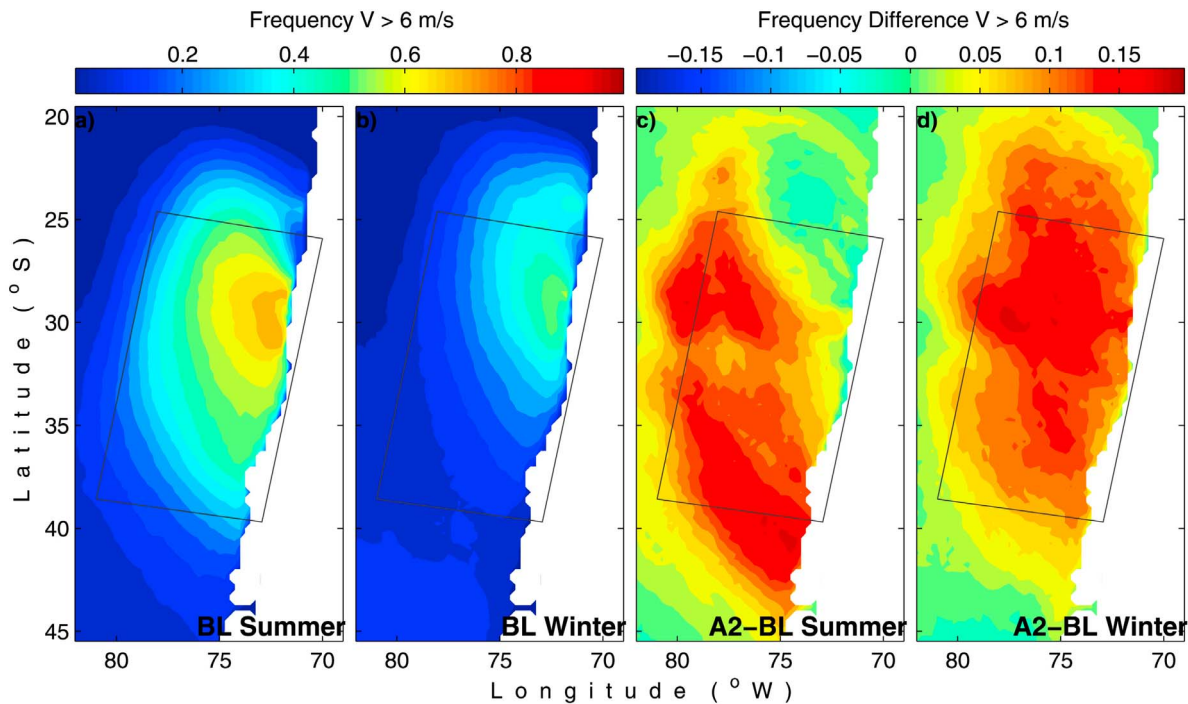 Frequency V > 6 m/s
Frequency Difference V > 6 m/s
0.2 0.4 0.6 0.8
−0.15 −0.1 −0.05 0 0.05 0.1 0.15
a) b) c) d)
20
25
30
35
40
45
Latitude (°S)
BL Summer
BL Winter
A2−BL Summer
A2−BL Winter
80 75 70 80 75 70 80 75 70 80 75 70
Longitude (°W)